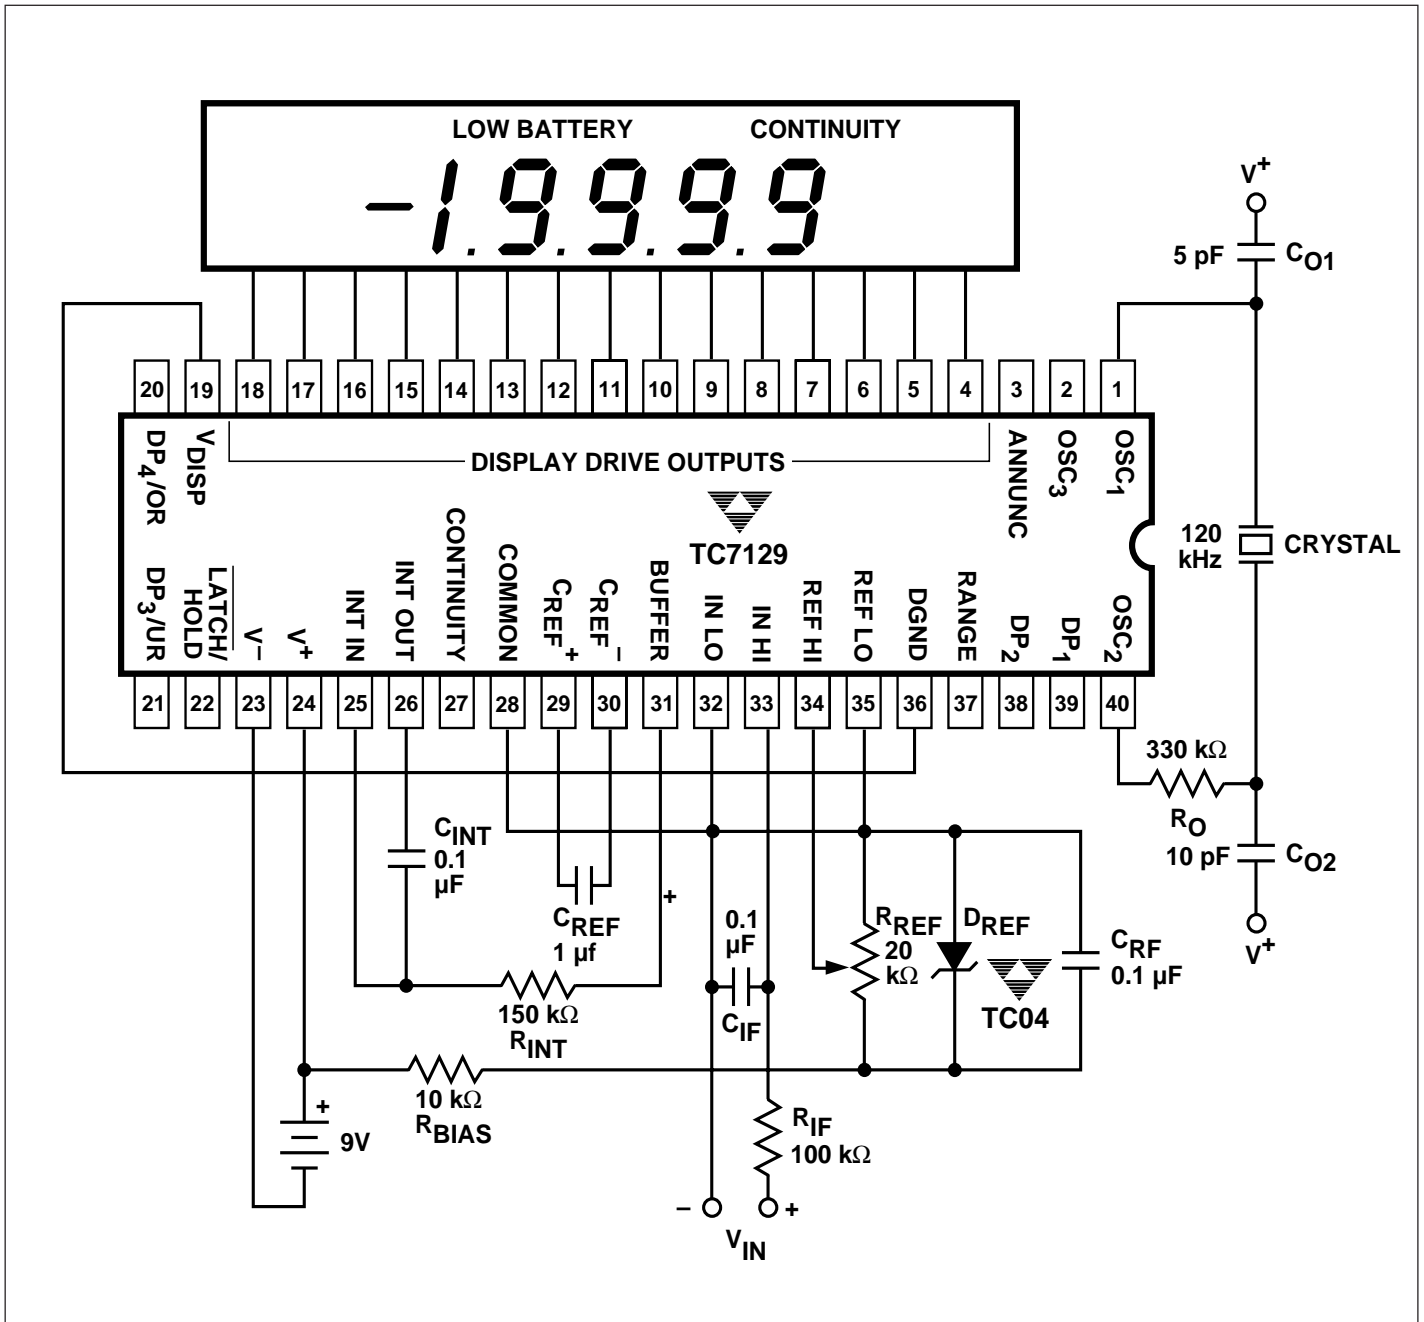 LOW BATTERY CONTINUITY
-1.9.9.9.9
V+
5 pF CO1
20 19 18 17 16 15 14 13 12 11 10 9 8 7 6 5 4 3 2 1
DP4/OR
VDISP
DISPLAY DRIVE OUTPUTS
ANNUNC
OSC3
OSC1
TC7129
120 kHz
CRYSTAL
DP3/UR
LATCH/
HOLD
V–
V+
INT IN
INT OUT
CONTINUITY
COMMON
CREF+
CREF–
BUFFER
IN LO
IN HI
REF HI
REF LO
DGND
RANGE
DP2
DP1
OSC2
21 22 23 24 25 26 27 28 29 30 31 32 33 34 35 36 37 38 39 40
330 kΩ
RO
10 pF CO2
V+
CINT
0.1
µF
CREF
1 µf
+
0.1
µF
CIF
RREF
20
kΩ
DREF
TC04
CRF
0.1 µF
150 kΩ
RINT
10 kΩ
RBIAS
+
9V
RIF
100 kΩ
– +
VIN